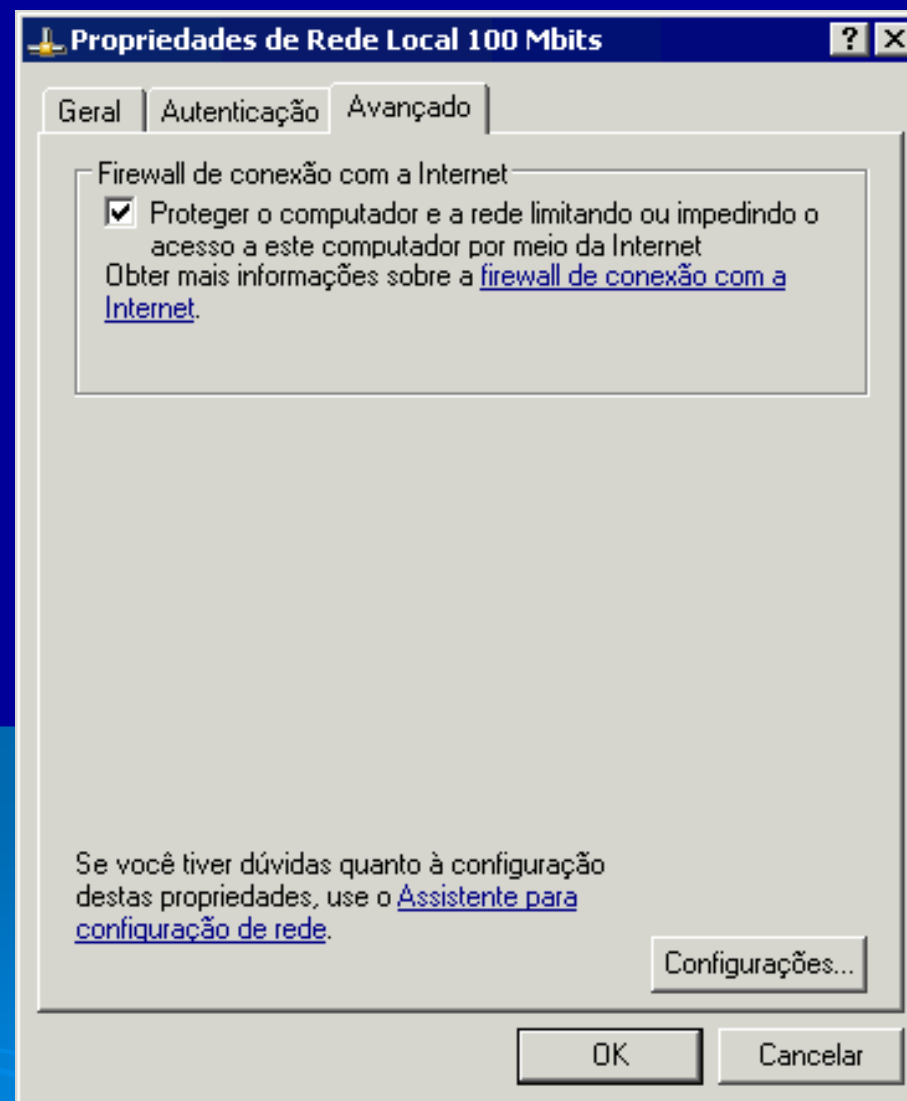 Propriedades de Rede Local 100 Mbits
Geral
Autenticação
Avançado
Firewall de conexão com a Internet
Proteger o computador e a rede limitando ou impedindo o
acesso a este computador por meio da Internet
Obter mais informações sobre a firewall de conexão com a
Internet.
Se você tiver dúvidas quanto à configuração
destas propriedades, use o Assistente para
configuração de rede.
Configurações...
OK
Cancelar